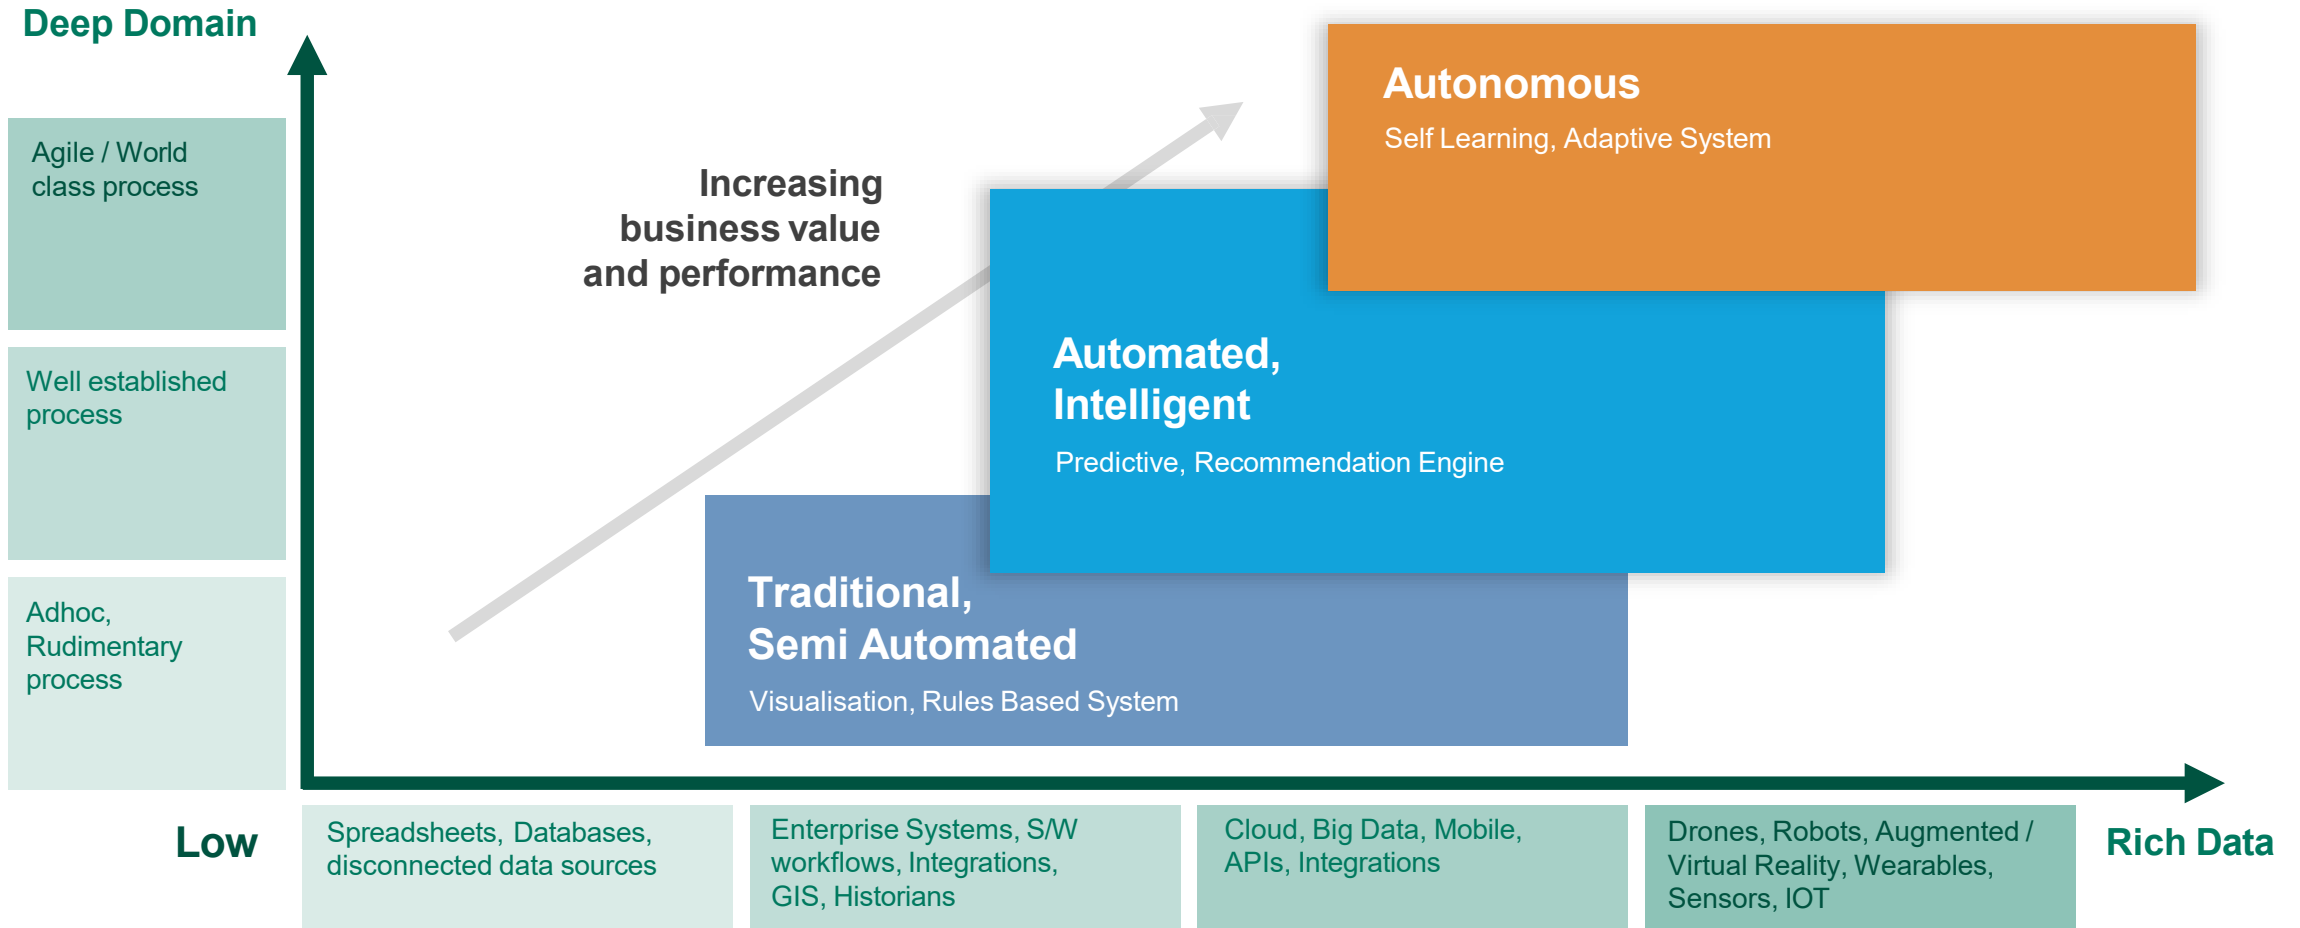 Deep Domain
Agile / World
class process
Well established
process
Adhoc,
Rudimentary
process
Increasing
business value
and performance
Autonomous
Self Learning, Adaptive System
Automated,
Intelligent
Predictive, Recommendation Engine
Traditional,
Semi Automated
Visualisation, Rules Based System
Low
Spreadsheets, Databases,
disconnected data sources
Enterprise Systems, S/W
workflows, Integrations,
GIS, Historians
Cloud, Big Data, Mobile,
APIs, Integrations
Drones, Robots, Augmented /
Virtual Reality, Wearables,
Sensors, IOT
Rich Data